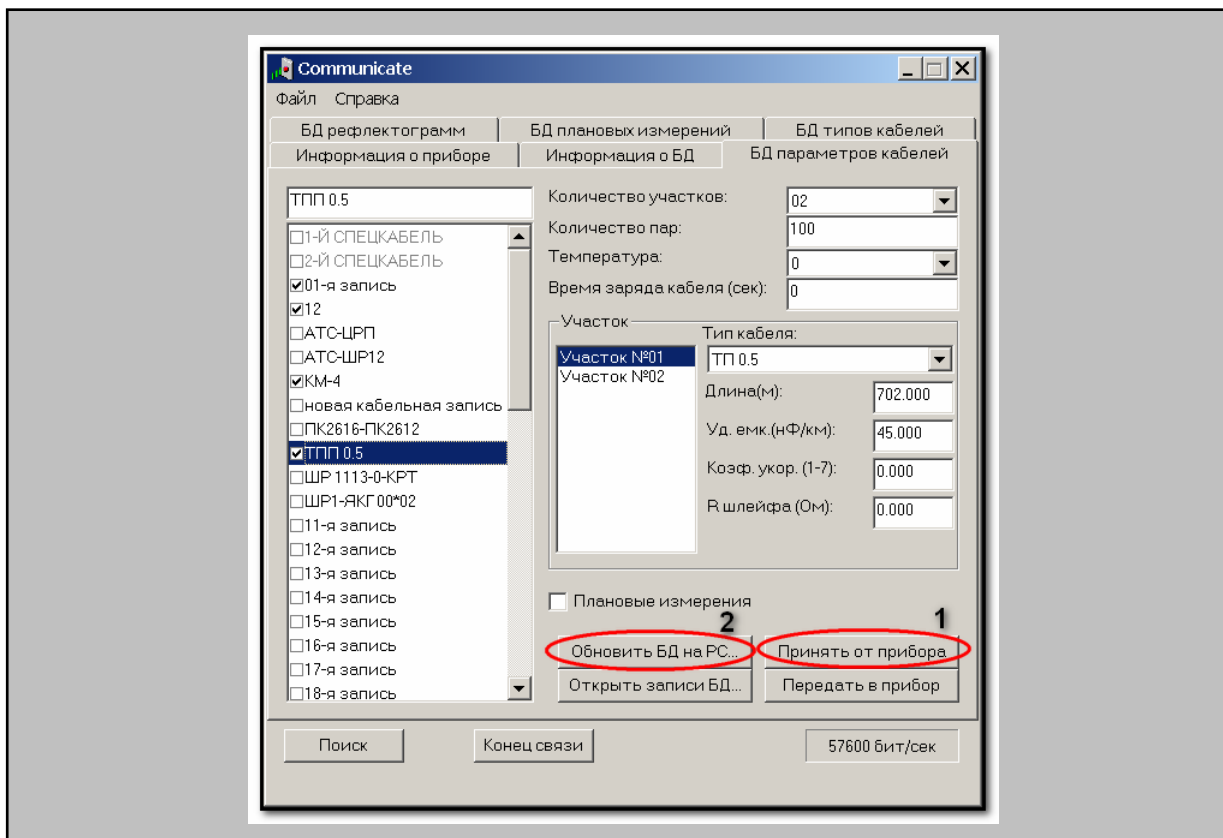 Communicate
Файл Справка
БД рефлектограмм БД плановых измерений БД типов кабелей
Информация о приборе Информация о БД БД параметров кабелей
ТПП 0.5
1-Й СПЕЦКАБЕЛЬ
2-Й СПЕЦКАБЕЛЬ
01-я запись
12
АТС-ЦРП
АТС-ШР12
КМ-4
новая кабельная запись
ПК2616-ПК2612
ТПП 0.5
ШР 1113-0-КРТ
ШР1-ЯКГ00*02
11-я запись
12-я запись
13-я запись
14-я запись
15-я запись
16-я запись
17-я запись
18-я запись
Количество участков: 02
Количество пар: 100
Температура: 0
Время заряда кабеля (сек): 0
Участок
Участок №01
Участок №02
Тип кабеля:
ТП 0.5
Длина(м): 702.000
Уд. емк.(нФ/км): 45.000
Коэф. укор. (1-7): 0.000
R шлейфа (Ом): 0.000
Плановые измерения
2 1
Обновить БД на PC... Принять от прибора
Открыть записи БД... Передать в прибор
Поиск Конец связи 57600 бит/сек